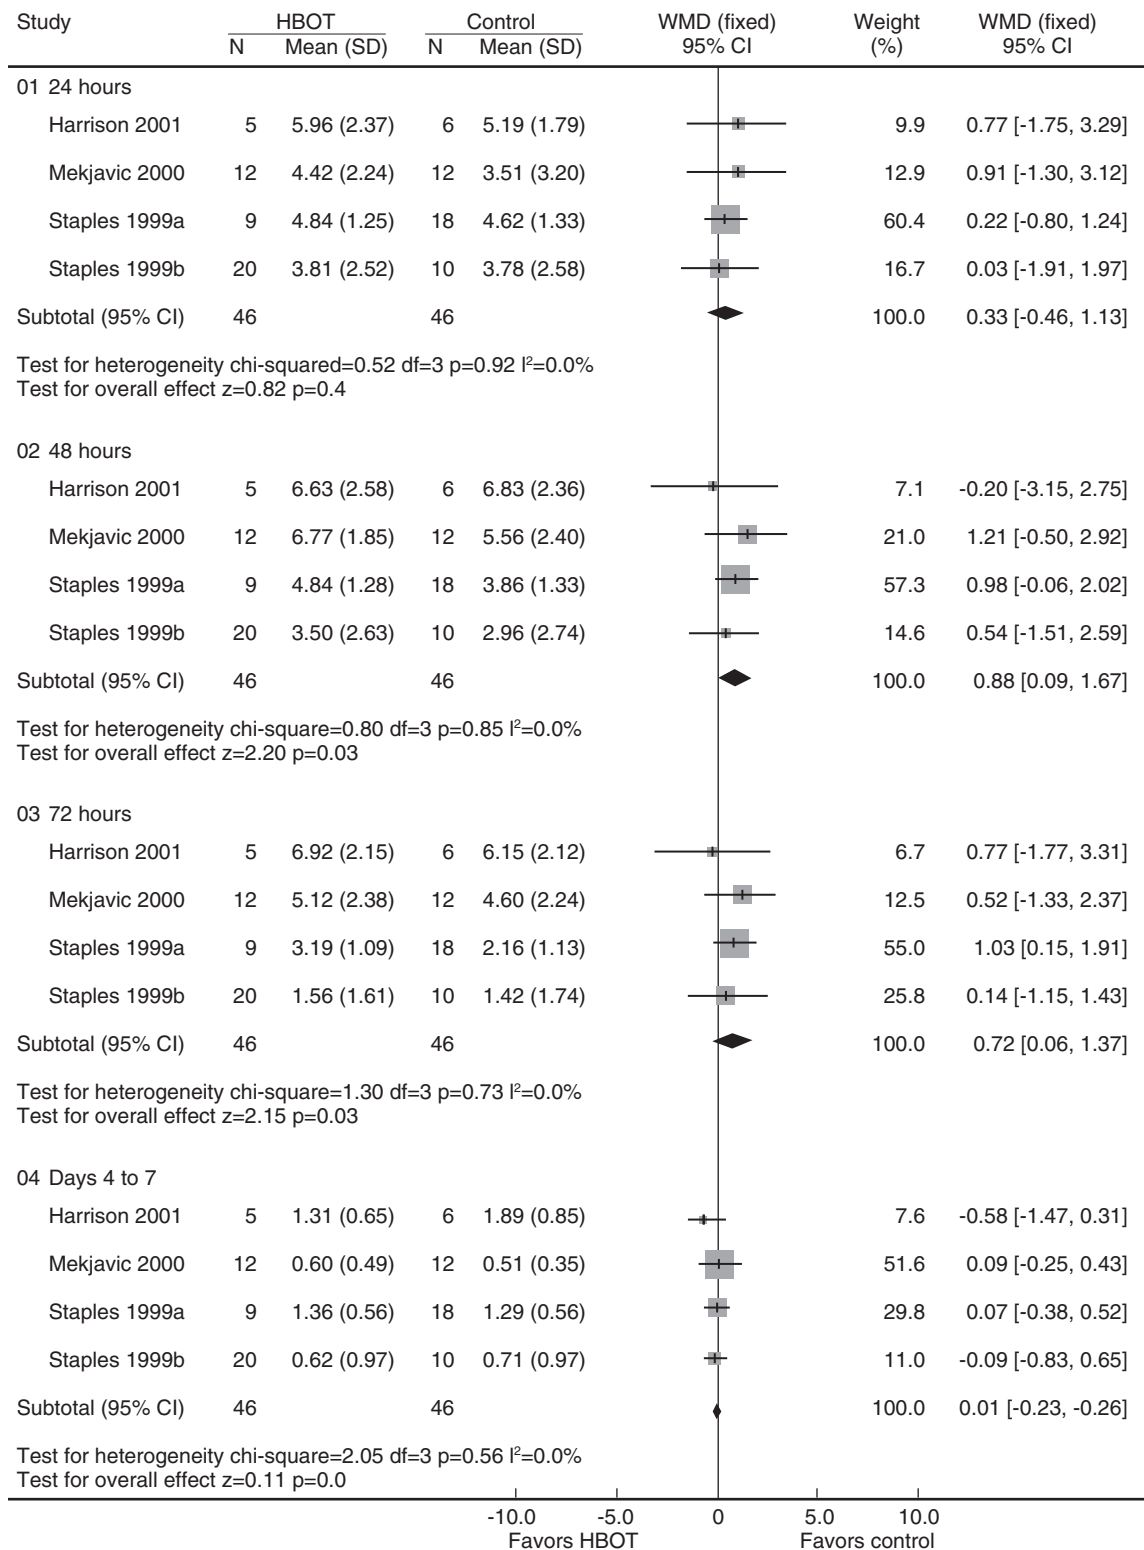 Study HBOT Control WMD (fixed) Weight WMD (fixed)
N Mean (SD) N Mean (SD) 95% CI (%) 95% CI
01 24 hours
Harrison 2001 5 5.96 (2.37) 6 5.19 (1.79) 9.9 0.77 [-1.75, 3.29]
Mekjavic 2000 12 4.42 (2.24) 12 3.51 (3.20) 12.9 0.91 [-1.30, 3.12]
Staples 1999a 9 4.84 (1.25) 18 4.62 (1.33) 60.4 0.22 [-0.80, 1.24]
Staples 1999b 20 3.81 (2.52) 10 3.78 (2.58) 16.7 0.03 [-1.91, 1.97]
Subtotal (95% CI) 46 46 100.0 0.33 [-0.46, 1.13]
Test for heterogeneity chi-squared=0.52 df=3 p=0.92 I²=0.0%
Test for overall effect z=0.82 p=0.4
02 48 hours
Harrison 2001 5 6.63 (2.58) 6 6.83 (2.36) 7.1 -0.20 [-3.15, 2.75]
Mekjavic 2000 12 6.77 (1.85) 12 5.56 (2.40) 21.0 1.21 [-0.50, 2.92]
Staples 1999a 9 4.84 (1.28) 18 3.86 (1.33) 57.3 0.98 [-0.06, 2.02]
Staples 1999b 20 3.50 (2.63) 10 2.96 (2.74) 14.6 0.54 [-1.51, 2.59]
Subtotal (95% CI) 46 46 100.0 0.88 [0.09, 1.67]
Test for heterogeneity chi-square=0.80 df=3 p=0.85 I²=0.0%
Test for overall effect z=2.20 p=0.03
03 72 hours
Harrison 2001 5 6.92 (2.15) 6 6.15 (2.12) 6.7 0.77 [-1.77, 3.31]
Mekjavic 2000 12 5.12 (2.38) 12 4.60 (2.24) 12.5 0.52 [-1.33, 2.37]
Staples 1999a 9 3.19 (1.09) 18 2.16 (1.13) 55.0 1.03 [0.15, 1.91]
Staples 1999b 20 1.56 (1.61) 10 1.42 (1.74) 25.8 0.14 [-1.15, 1.43]
Subtotal (95% CI) 46 46 100.0 0.72 [0.06, 1.37]
Test for heterogeneity chi-square=1.30 df=3 p=0.73 I²=0.0%
Test for overall effect z=2.15 p=0.03
04 Days 4 to 7
Harrison 2001 5 1.31 (0.65) 6 1.89 (0.85) 7.6 -0.58 [-1.47, 0.31]
Mekjavic 2000 12 0.60 (0.49) 12 0.51 (0.35) 51.6 0.09 [-0.25, 0.43]
Staples 1999a 9 1.36 (0.56) 18 1.29 (0.56) 29.8 0.07 [-0.38, 0.52]
Staples 1999b 20 0.62 (0.97) 10 0.71 (0.97) 11.0 -0.09 [-0.83, 0.65]
Subtotal (95% CI) 46 46 100.0 0.01 [-0.23, -0.26]
Test for heterogeneity chi-square=2.05 df=3 p=0.56 I²=0.0%
Test for overall effect z=0.11 p=0.0
-10.0 -5.0 0 5.0 10.0
Favors HBOT Favors control